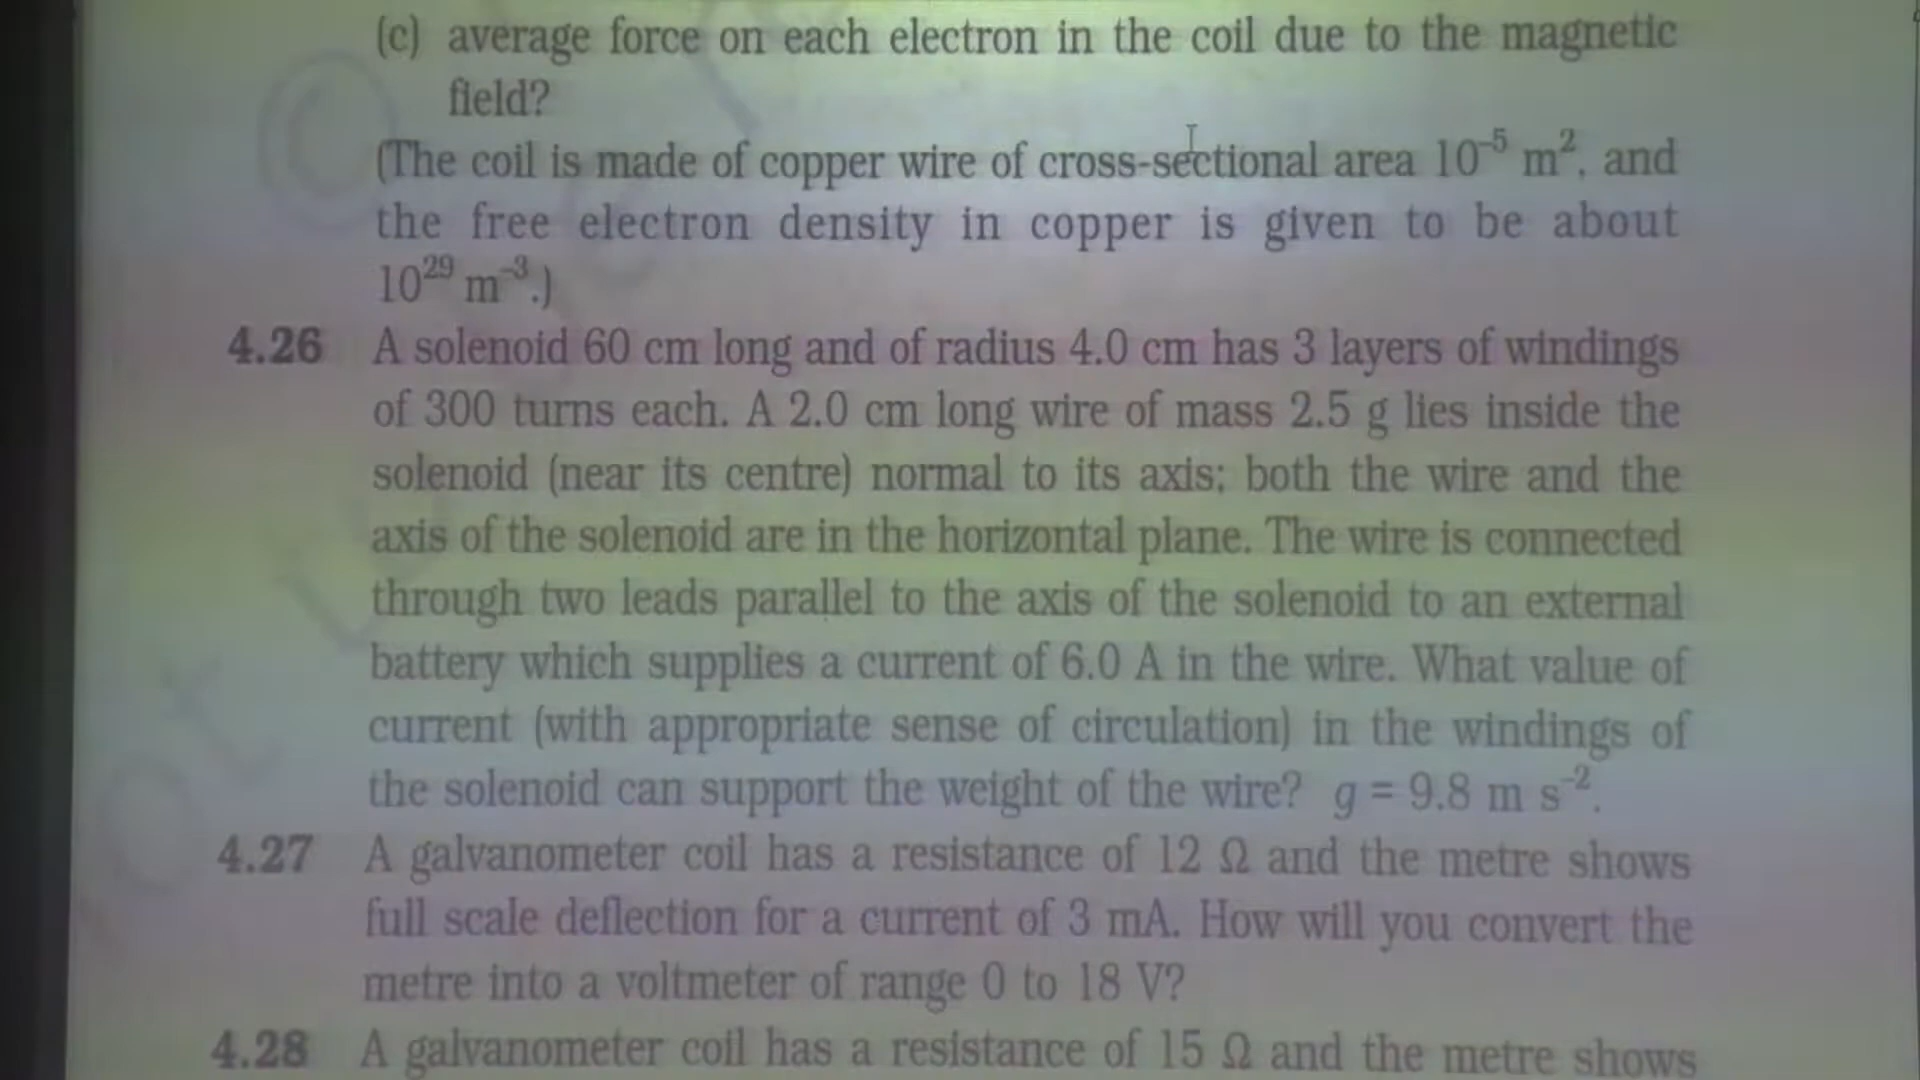 (c) average force on each electron in the coil due to the magnetic
field?
(The coil is made of copper wire of cross-sectional area 10⁻⁵ m², and
the free electron density in copper is given to be about
10²⁹ m⁻³.)
4.26 A solenoid 60 cm long and of radius 4.0 cm has 3 layers of windings
of 300 turns each. A 2.0 cm long wire of mass 2.5 g lies inside the
solenoid (near its centre) normal to its axis; both the wire and the
axis of the solenoid are in the horizontal plane. The wire is connected
through two leads parallel to the axis of the solenoid to an external
battery which supplies a current of 6.0 A in the wire. What value of
current (with appropriate sense of circulation) in the windings of
the solenoid can support the weight of the wire? g = 9.8 m s⁻².
4.27 A galvanometer coil has a resistance of 12 Ω and the metre shows
full scale deflection for a current of 3 mA. How will you convert the
metre into a voltmeter of range 0 to 18 V?
4.28 A galvanometer coil has a resistance of 15 Ω and the metre shows